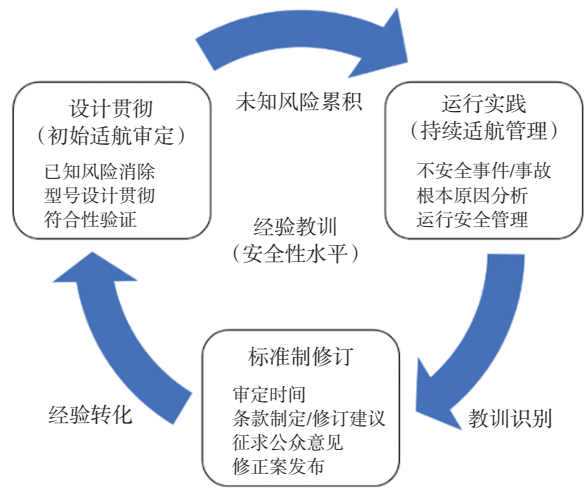 设计贯彻
（初始适航审定）
已知风险消除
型号设计贯彻
符合性验证
未知风险累积
运行实践
（持续适航管理）
不安全事件/事故
根本原因分析
运行安全管理
经验教训
（安全性水平）
标准制修订
审定时间
条款制定/修订建议
征求公众意见
修正案发布
经验转化
教训识别